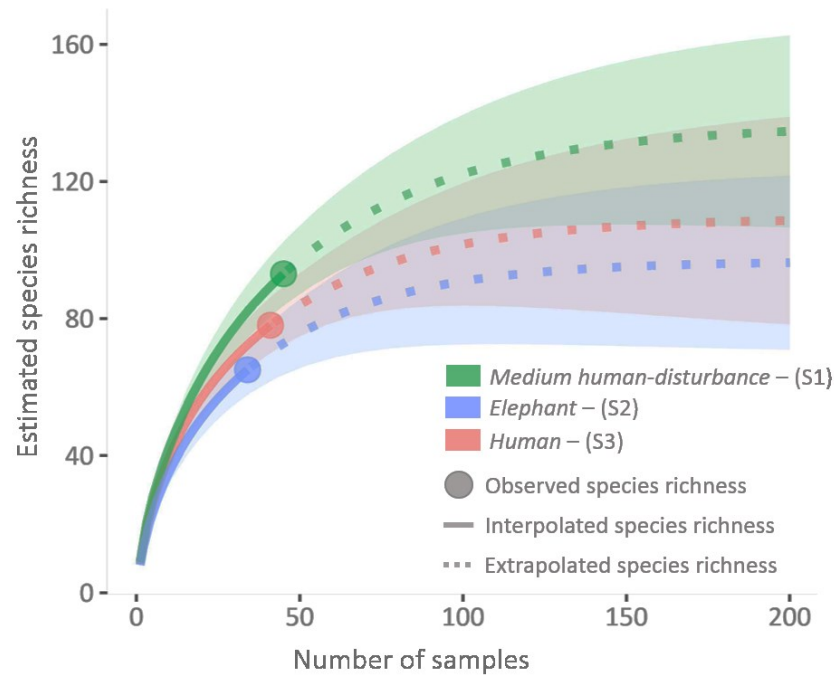 160
120
80
40
0
Estimated species richness
Medium human-disturbance – (S1)
Elephant – (S2)
Human – (S3)
Observed species richness
Interpolated species richness
Extrapolated species richness
0 50 100 150 200
Number of samples